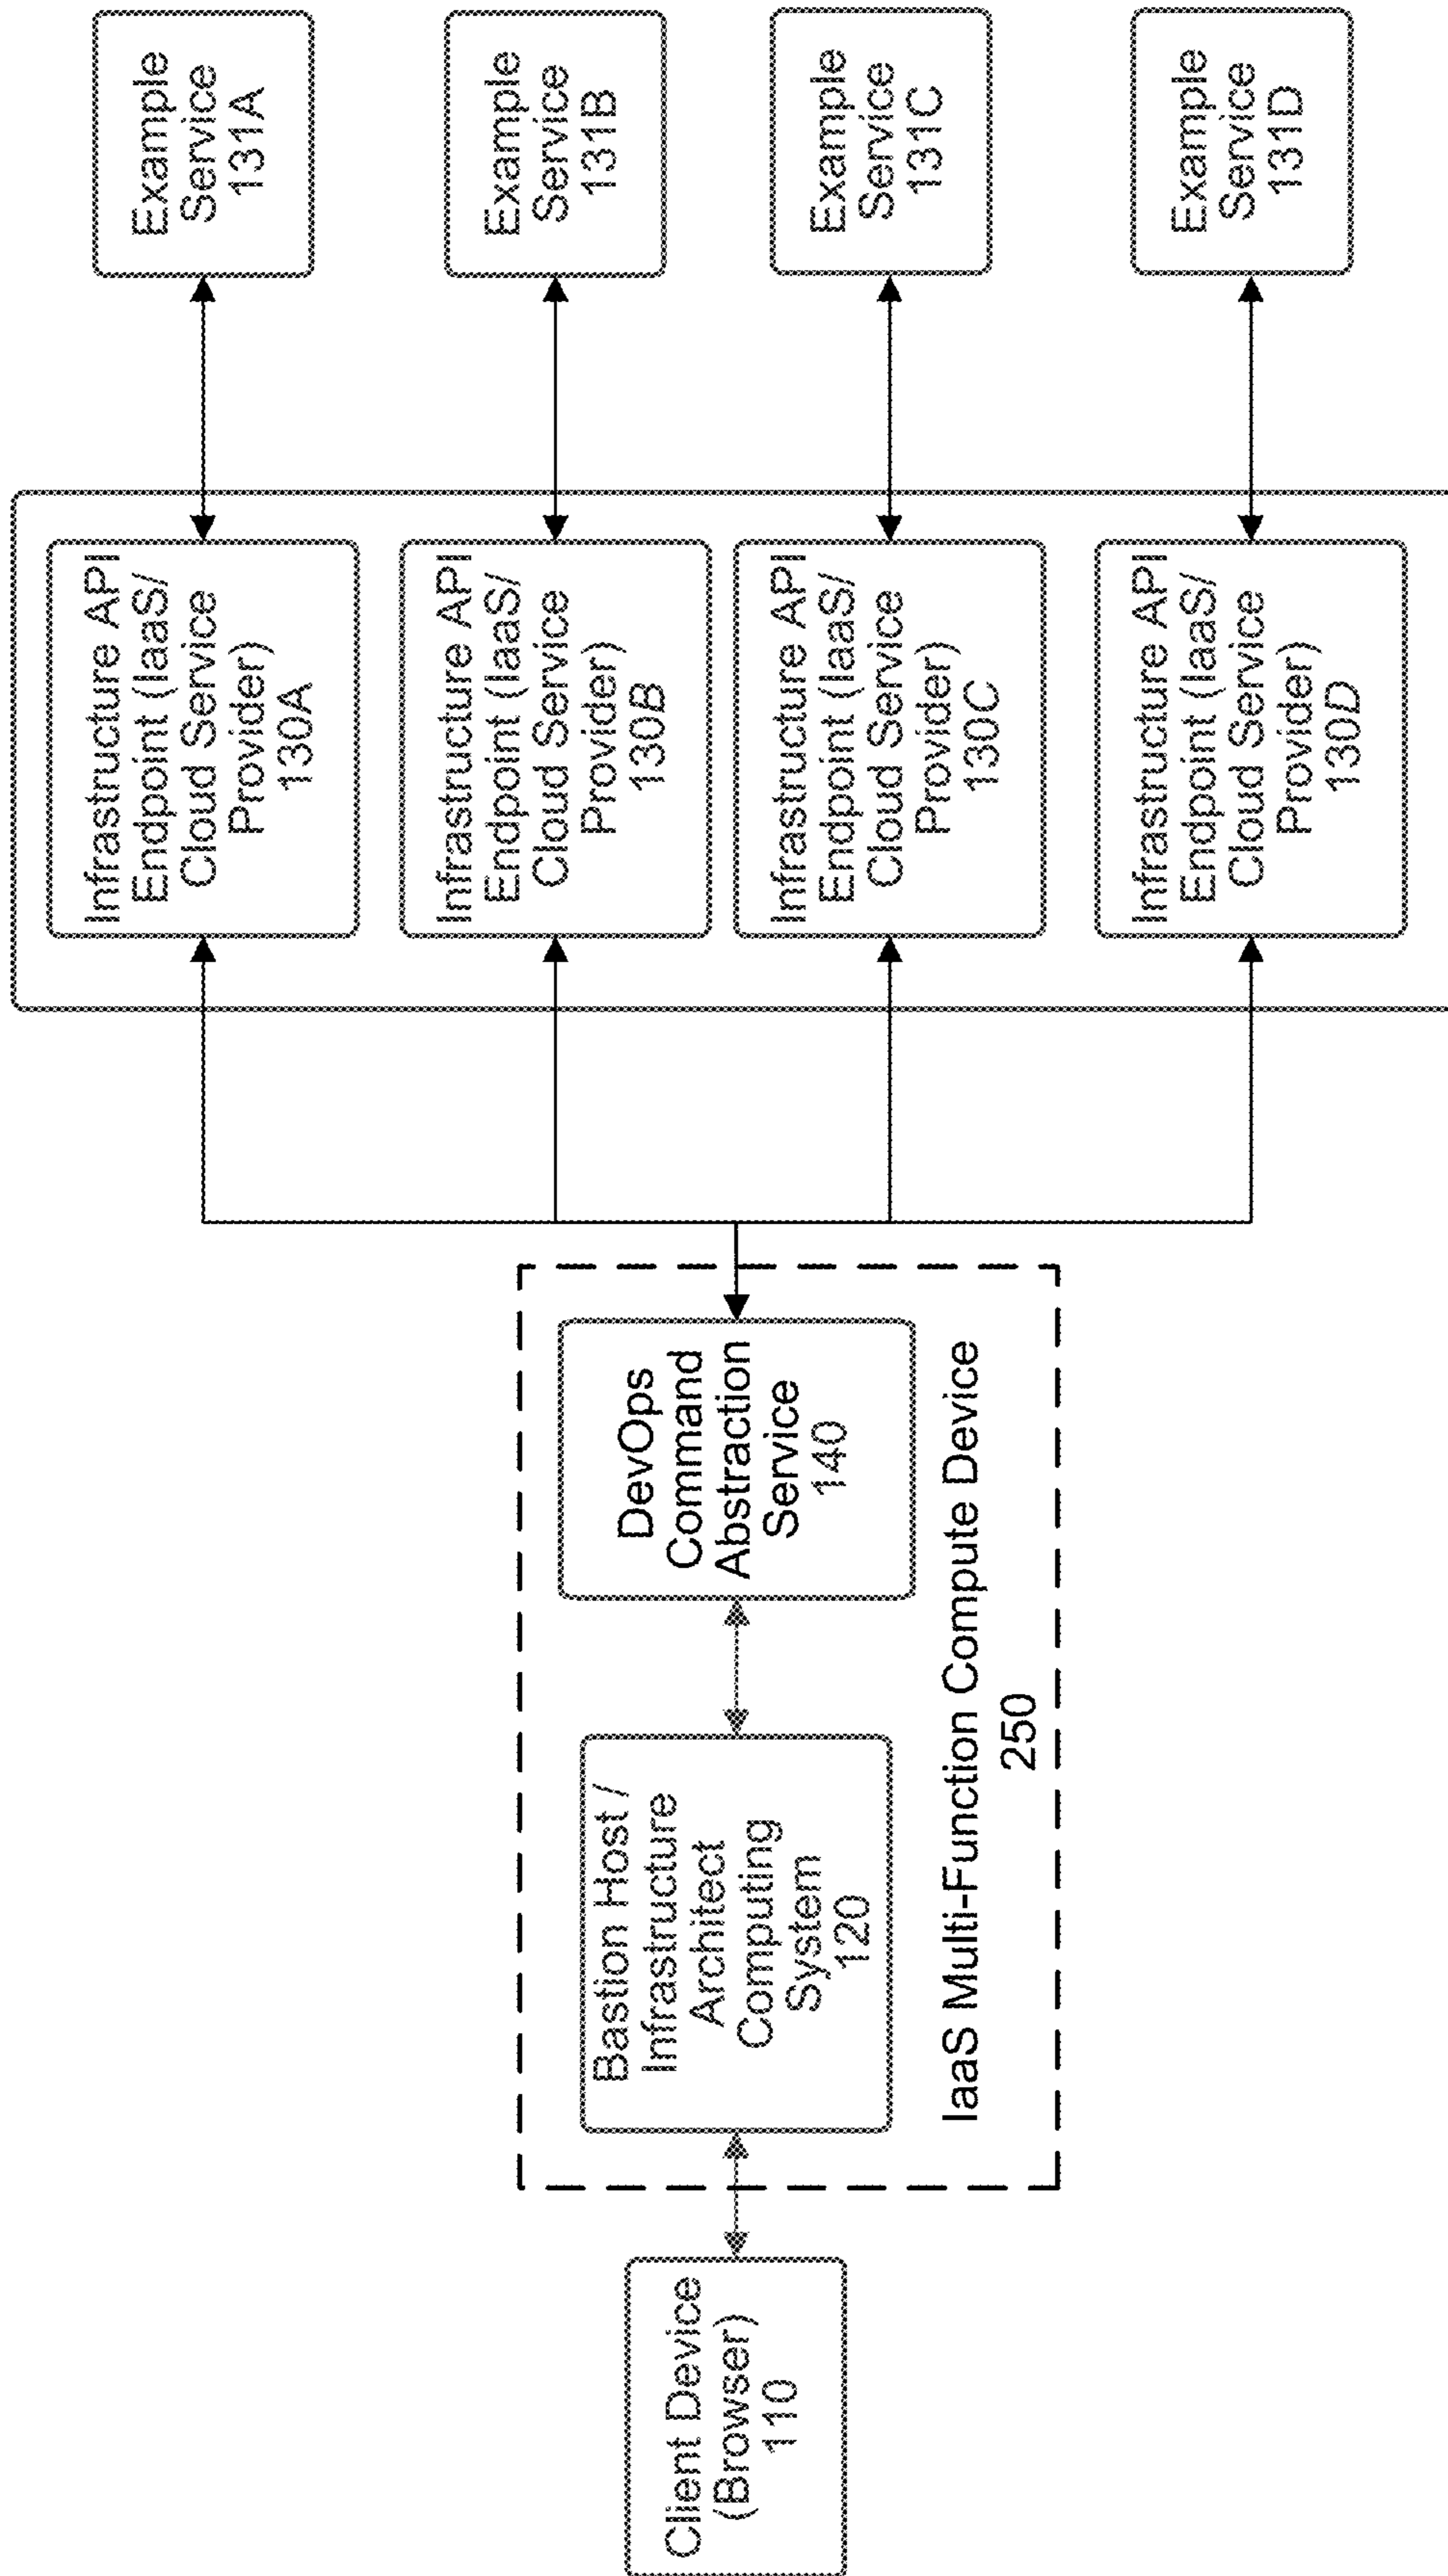 Client Device
(Browser)
110
Bastion Host /
Infrastructure
Architect
Computing
System
120
DevOps
Command
Abstraction
Service
140
IaaS Multi-Function Compute Device
250
Infrastructure API
Endpoint (IaaS/
Cloud Service
Provider)
130A
Infrastructure API
Endpoint (IaaS/
Cloud Service
Provider)
130B
Infrastructure API
Endpoint (IaaS/
Cloud Service
Provider)
130C
Infrastructure API
Endpoint (IaaS/
Cloud Service
Provider)
130D
Example
Service
131A
Example
Service
131B
Example
Service
131C
Example
Service
131D